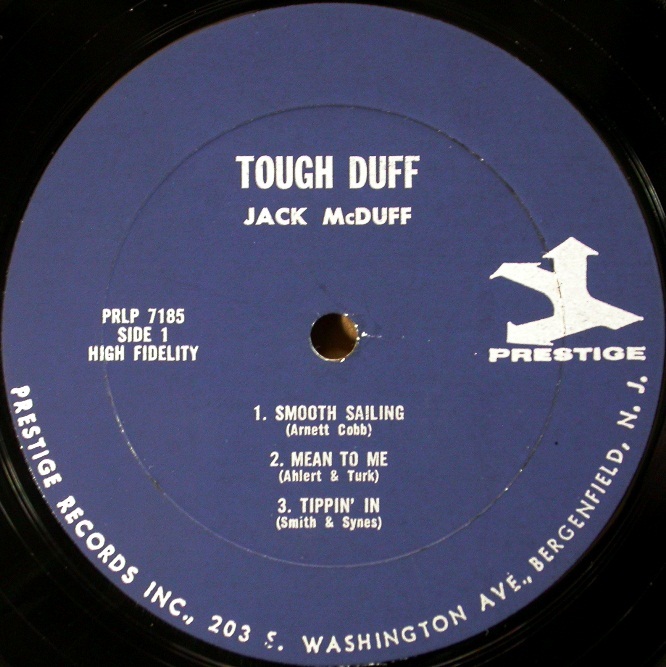 TOUGH DUFF
JACK McDUFF
PRLP 7185
SIDE 1
HIGH FIDELITY
PRESTIGE
1. SMOOTH SAILING
(Arnett Cobb)
2. MEAN TO ME
(Ahlert & Turk)
3. TIPPIN' IN
(Smith & Synes)
PRESTIGE RECORDS INC., 203 S. WASHINGTON AVE., BERGENFIELD, N. J.